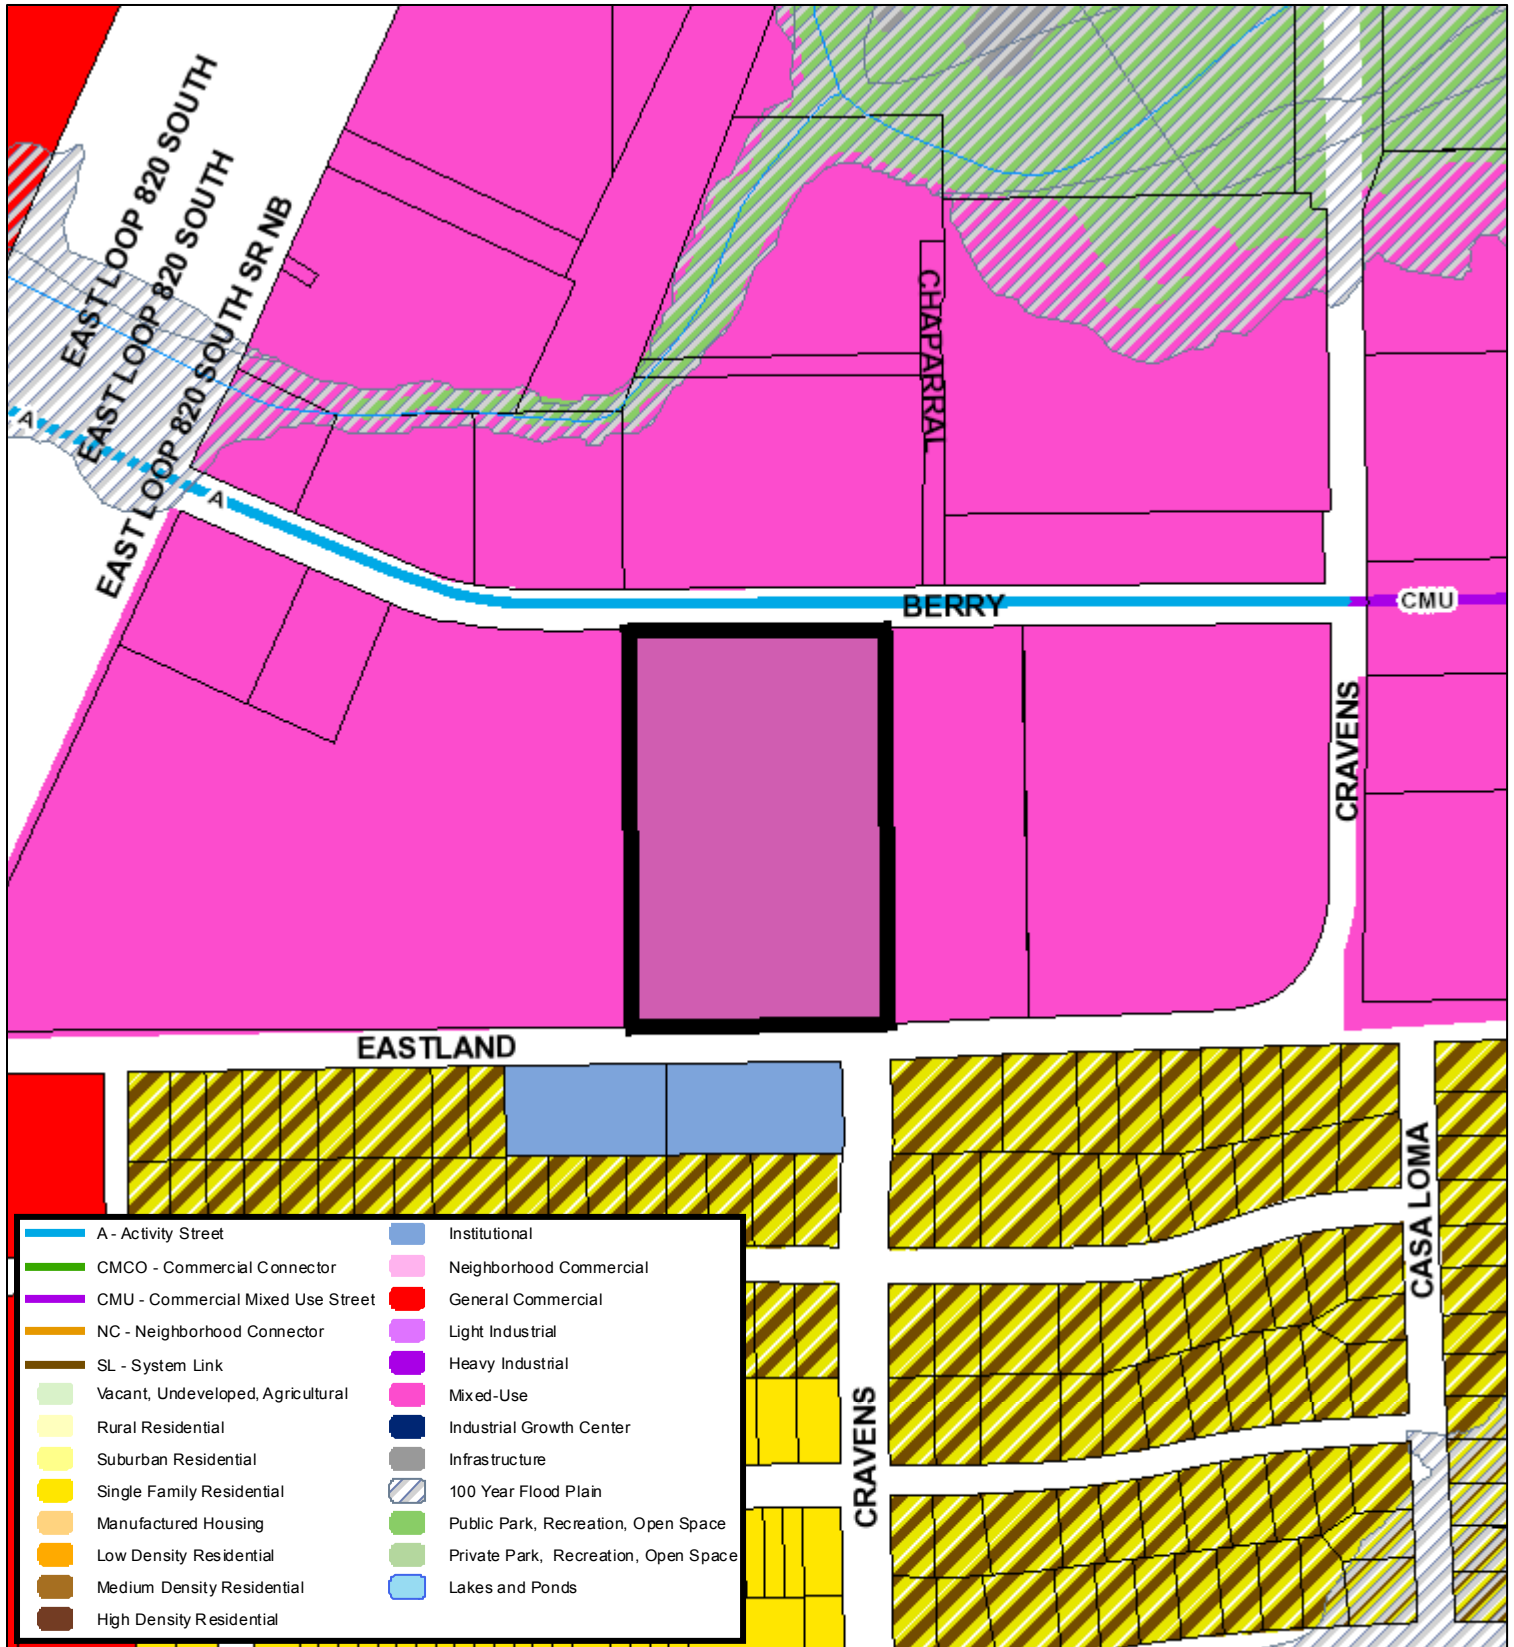 EAST LOOP 820 SOUTH
EAST LOOP 820 SOUTH
EAST LOOP 820 SOUTH SR NB
CHAPARRAL
A
A
BERRY
CMU
CRAVENS
EASTLAND
CASA LOMA
CRAVENS
A - Activity Street
CMCO - Commercial Connector
CMU - Commercial Mixed Use Street
NC - Neighborhood Connector
SL - System Link
Vacant, Undeveloped, Agricultural
Rural Residential
Suburban Residential
Single Family Residential
Manufactured Housing
Low Density Residential
Medium Density Residential
High Density Residential
Institutional
Neighborhood Commercial
General Commercial
Light Industrial
Heavy Industrial
Mixed-Use
Industrial Growth Center
Infrastructure
100 Year Flood Plain
Public Park, Recreation, Open Space
Private Park, Recreation, Open Space
Lakes and Ponds